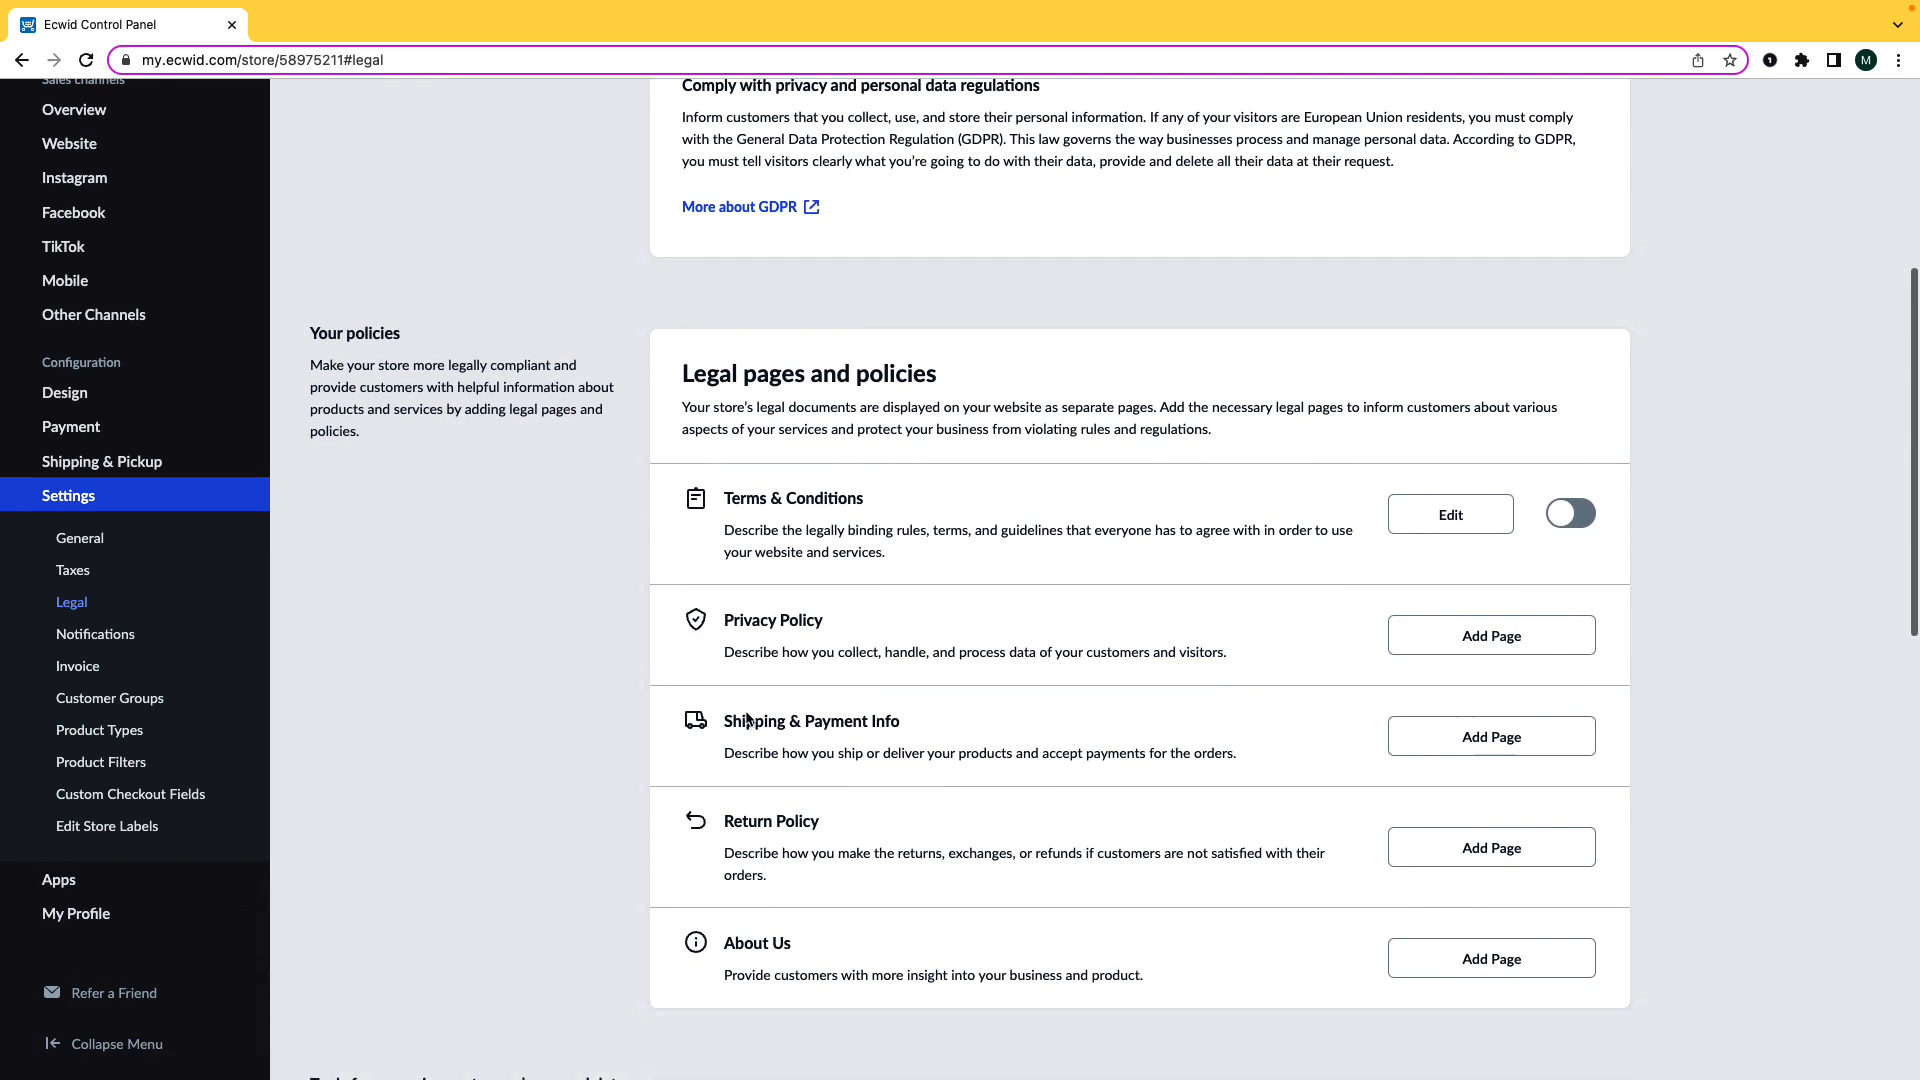 Ecwid Control Panel
my.ecwid.com/store/58975211#legal
M
Sales channels
Overview
Website
Instagram
Facebook
TikTok
Mobile
Other Channels
Configuration
Design
Payment
Shipping & Pickup
Settings
General
Taxes
Legal
Notifications
Invoice
Customer Groups
Product Types
Product Filters
Custom Checkout Fields
Edit Store Labels
Apps
My Profile
Refer a Friend
Collapse Menu
Comply with privacy and personal data regulations
Inform customers that you collect, use, and store their personal information. If any of your visitors are European Union residents, you must comply
with the General Data Protection Regulation (GDPR). This law governs the way businesses process and manage personal data. According to GDPR,
you must tell visitors clearly what you’re going to do with their data, provide and delete all their data at their request.
More about GDPR
Your policies
Make your store more legally compliant and
provide customers with helpful information about
products and services by adding legal pages and
policies.
Legal pages and policies
Your store’s legal documents are displayed on your website as separate pages. Add the necessary legal pages to inform customers about various
aspects of your services and protect your business from violating rules and regulations.
Terms & Conditions
Describe the legally binding rules, terms, and guidelines that everyone has to agree with in order to use
your website and services.
Edit
Privacy Policy
Describe how you collect, handle, and process data of your customers and visitors.
Add Page
Shipping & Payment Info
Describe how you ship or deliver your products and accept payments for the orders.
Add Page
Return Policy
Describe how you make the returns, exchanges, or refunds if customers are not satisfied with their
orders.
Add Page
About Us
Provide customers with more insight into your business and product.
Add Page